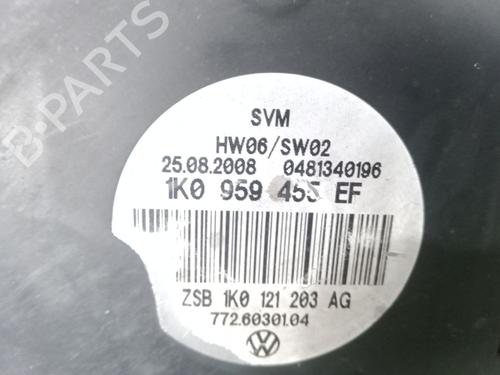 B-PARTS
SVM
HW06/SW02
25.08.2008 0481340196
1K0 959 455 EF
ZSB 1K0 121 203 AG
772.60301.04
B-PARTS